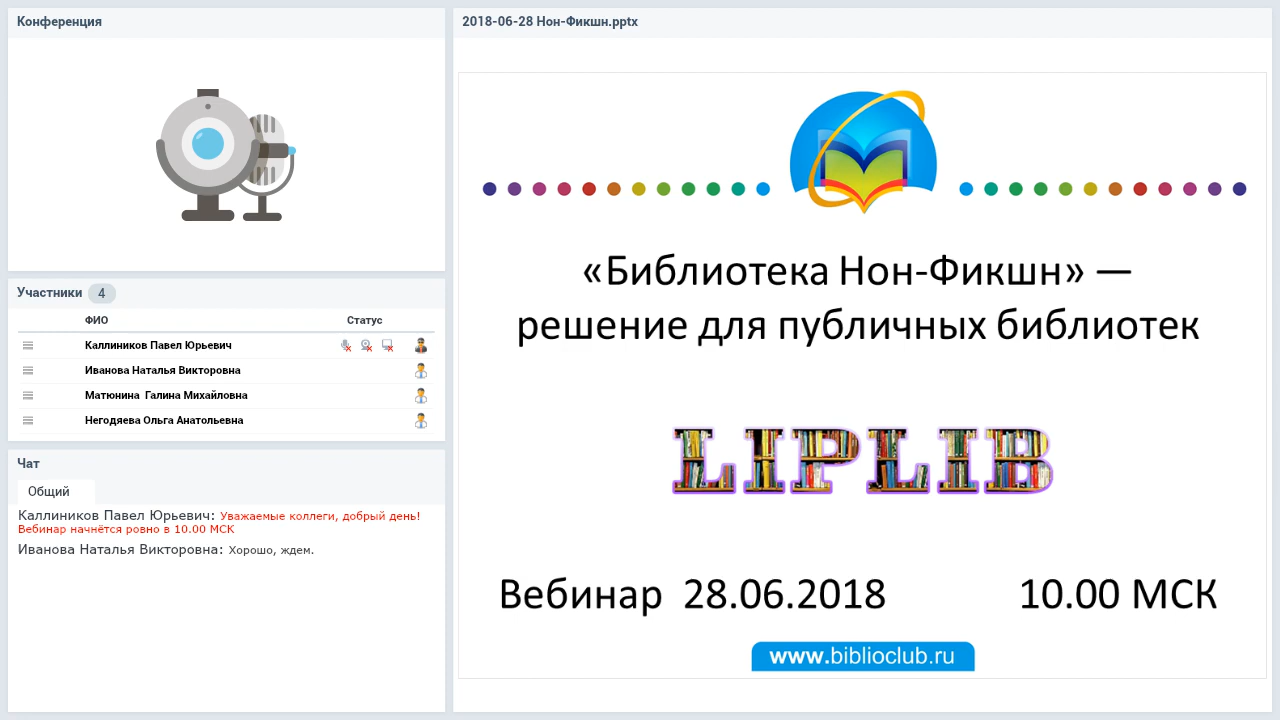 Конференция
Участники 4
ФИО Статус
Каллиников Павел Юрьевич
Иванова Наталья Викторовна
Матюнина Галина Михайловна
Негодяева Ольга Анатольевна
Чат
Общий
Каллиников Павел Юрьевич: Уважаемые коллеги, добрый день!
Вебинар начнётся ровно в 10.00 МСК
Иванова Наталья Викторовна: Хорошо, ждем.
2018-06-28 Нон-Фикшн.pptx
«Библиотека Нон-Фикшн» —
решение для публичных библиотек
LIPLIB
Вебинар 28.06.2018 10.00 МСК
www.biblioclub.ru